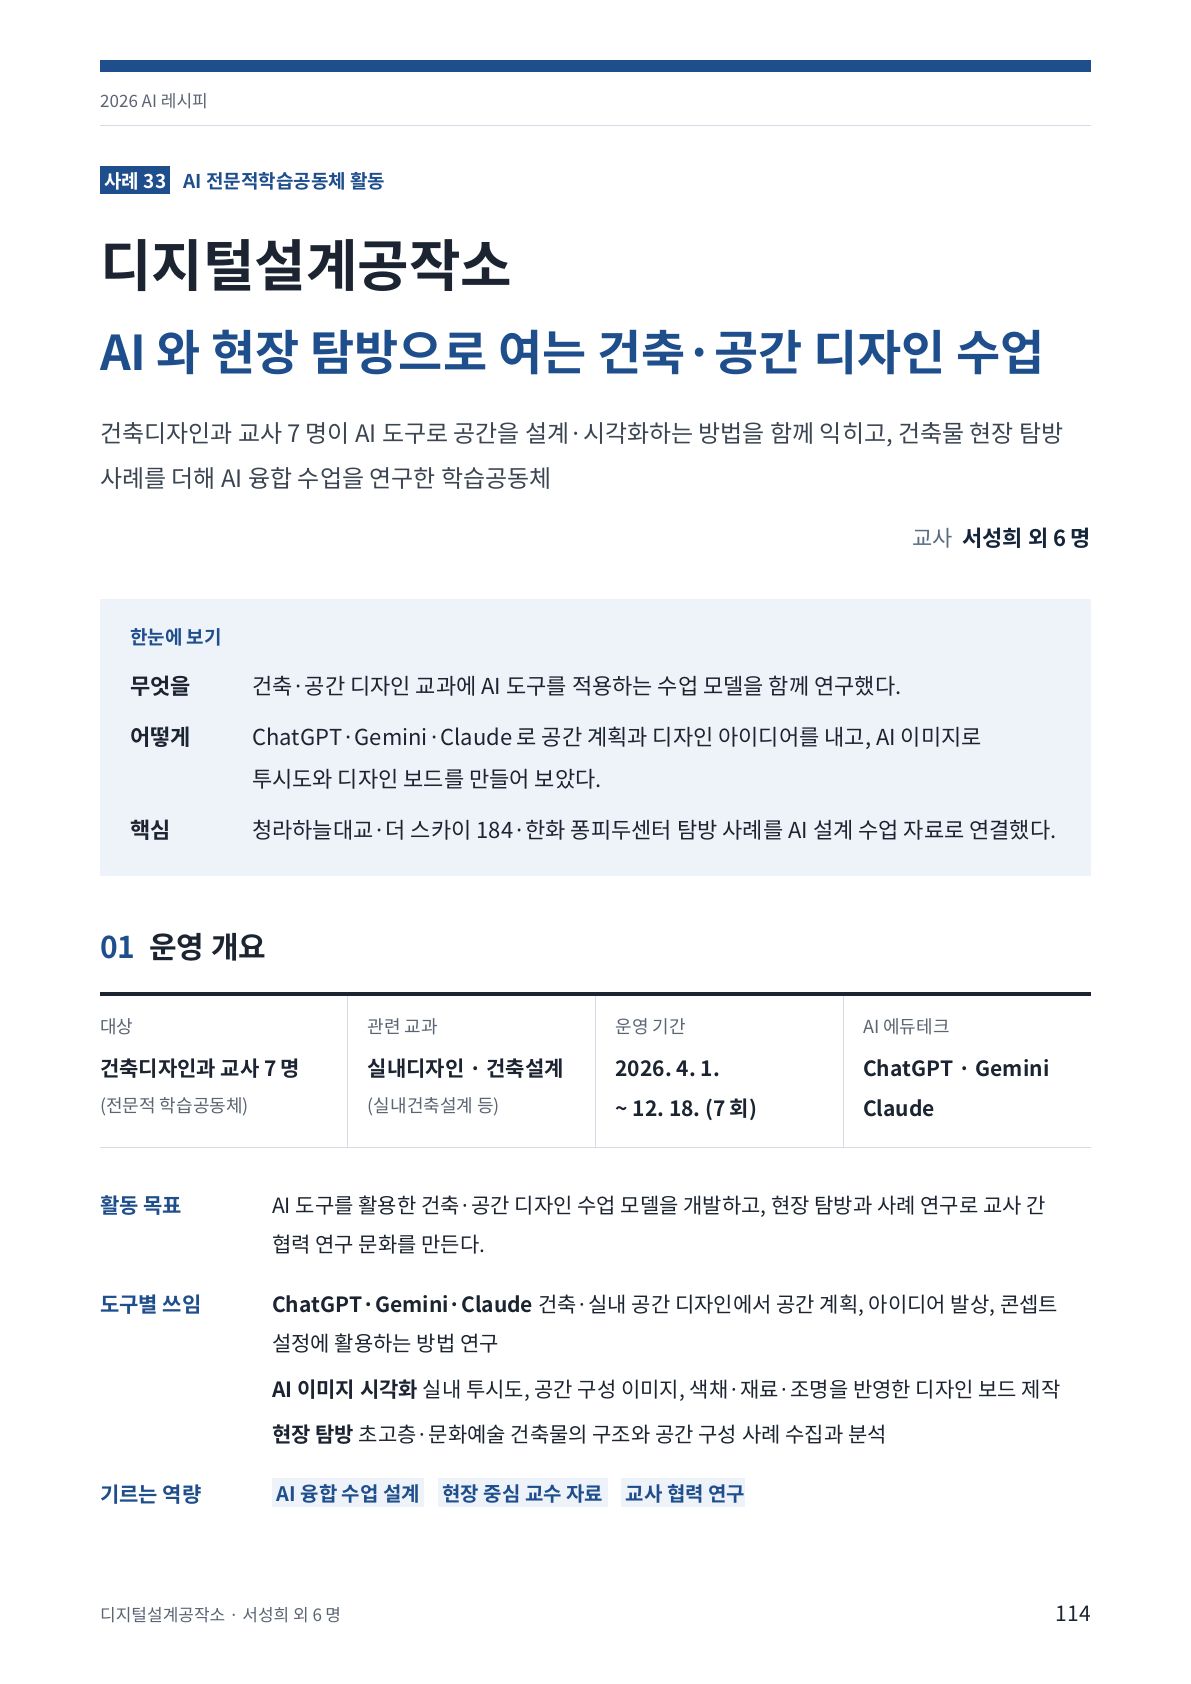 2026 AI 레시피
사례 33 AI 전문적학습공동체 활동
디지털설계공작소
AI 와 현장 탐방으로 여는 건축·공간 디자인 수업
건축디자인과 교사 7 명이 AI 도구로 공간을 설계·시각화하는 방법을 함께 익히고, 건축물 현장 탐방
사례를 더해 AI 융합 수업을 연구한 학습공동체
교사 서성희 외 6 명
한눈에 보기
무엇을 건축·공간 디자인 교과에 AI 도구를 적용하는 수업 모델을 함께 연구했다.
어떻게 ChatGPT·Gemini·Claude 로 공간 계획과 디자인 아이디어를 내고, AI 이미지로
투시도와 디자인 보드를 만들어 보았다.
핵심 청라하늘대교·더 스카이 184·한화 퐁피두센터 탐방 사례를 AI 설계 수업 자료로 연결했다.
01 운영 개요
대상 관련 교과 운영 기간 AI 에듀테크
건축디자인과 교사 7 명 실내디자인 · 건축설계 2026. 4. 1. ChatGPT · Gemini
(전문적 학습공동체) (실내건축설계 등) ~ 12. 18. (7 회) Claude
활동 목표 AI 도구를 활용한 건축·공간 디자인 수업 모델을 개발하고, 현장 탐방과 사례 연구로 교사 간
협력 연구 문화를 만든다.
도구별 쓰임 ChatGPT·Gemini·Claude 건축·실내 공간 디자인에서 공간 계획, 아이디어 발상, 콘셉트
설정에 활용하는 방법 연구
AI 이미지 시각화 실내 투시도, 공간 구성 이미지, 색채·재료·조명을 반영한 디자인 보드 제작
현장 탐방 초고층·문화예술 건축물의 구조와 공간 구성 사례 수집과 분석
기르는 역량 AI 융합 수업 설계 현장 중심 교수 자료 교사 협력 연구
디지털설계공작소 · 서성희 외 6 명 114